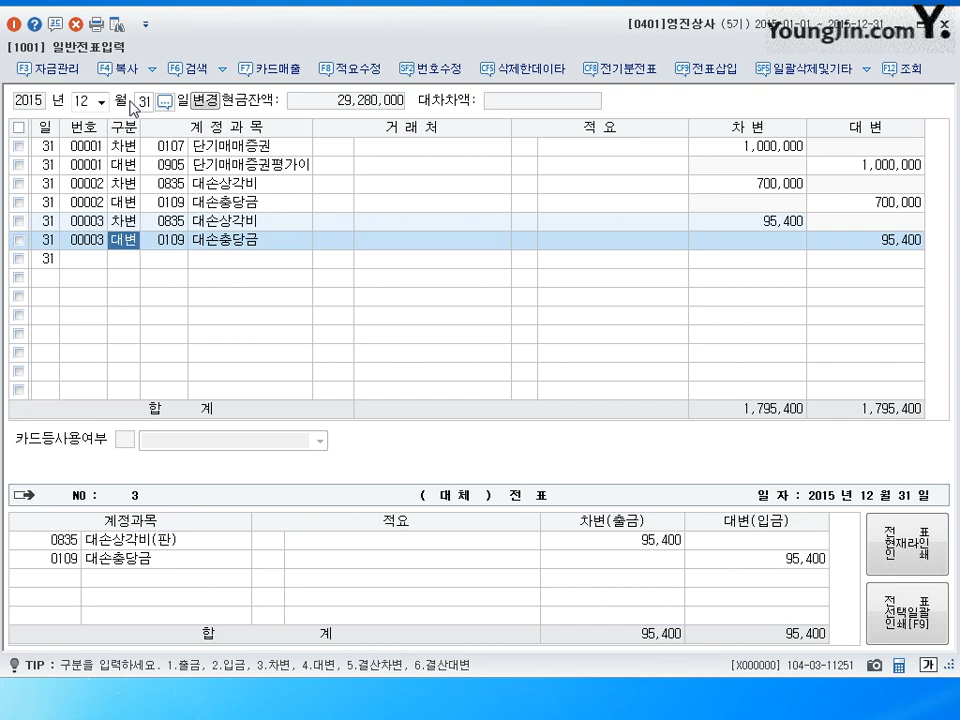 [0401]영진상사 (5기) 2015-01-01 ~ 2015-12-31
YoungJin.com Y.
[1001] 일반전표입력
F3 자금관리 F4 복사 F6 검색 F7 카드매출 F8 적요수정 SF2 번호수정 CF5 삭제한데이타 CF8 전기분전표 CF9 전표삽입 SF5 일괄삭제및기타 F12 조회
2015 년 12 월 31 일 변경 현금잔액: 29,280,000 대차차액:
일 번호 구분 계 정 과 목 거 래 처 적 요 차 변 대 변
31 00001 차변 0107 단기매매증권 1,000,000
31 00001 대변 0905 단기매매증권평가이 1,000,000
31 00002 차변 0835 대손상각비 700,000
31 00002 대변 0109 대손충당금 700,000
31 00003 차변 0835 대손상각비 95,400
31 00003 대변 0109 대손충당금 95,400
31
합 계 1,795,400 1,795,400
카드등사용여부
NO : 3 ( 대 체 ) 전 표 일 자 : 2015 년 12 월 31 일
계정과목 적요 차변(출금) 대변(입금)
0835 대손상각비(판) 95,400
0109 대손충당금 95,400
합 계 95,400 95,400
전 표
현재라인
인 쇄
전 표
선택일괄
인쇄[F9]
TIP : 구분을 입력하세요. 1.출금, 2.입금, 3.차변, 4.대변, 5.결산차변, 6.결산대변 [X000000] 104-03-11251 가